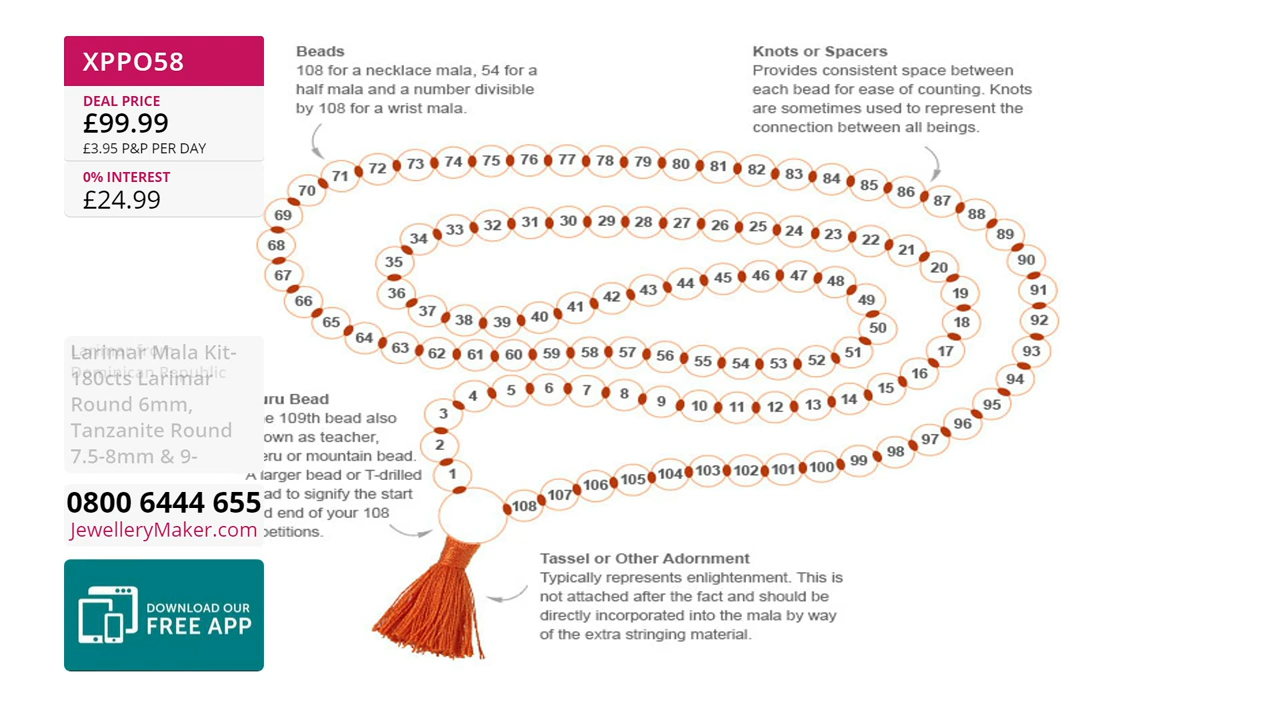 XPPO58
DEAL PRICE
£99.99
£3.95 P&P PER DAY
0% INTEREST
£24.99
Larimar Mala Kit-
180cts Larimar
Round 6mm,
Tanzanite Round
7.5-8mm & 9-
Dominican Republic
0800 6444 655
JewelleryMaker.com
DOWNLOAD OUR
FREE APP
Beads
108 for a necklace mala, 54 for a
half mala and a number divisible
by 108 for a wrist mala.
Knots or Spacers
Provides consistent space between
each bead for ease of counting. Knots
are sometimes used to represent the
connection between all beings.
71 72 73 74 75 76 77 78 79 80 81 82 83 84 85 86 87 88 89 90 91 92 93 94 95 96 97 98 99 100 101 102 103 104 105 106 107 108
70 69 68 67 66 65 64 63 62 61 60 59 58 57 56 55 54 53 52 51 50 49 48 47 46 45 44 43 42 41 40 39 38 37 36 35 34 33 32 31 30 29 28 27 26 25 24 23 22 21 20 19 18 17 16 15 14 13 12 11 10 9 8 7 6 5 4 3 2 1
uru Bead
e 109th bead also
own as teacher,
eru or mountain bead.
A larger bead or T-drilled
ad to signify the start
d end of your 108
petitions.
Tassel or Other Adornment
Typically represents enlightenment. This is
not attached after the fact and should be
directly incorporated into the mala by way
of the extra stringing material.